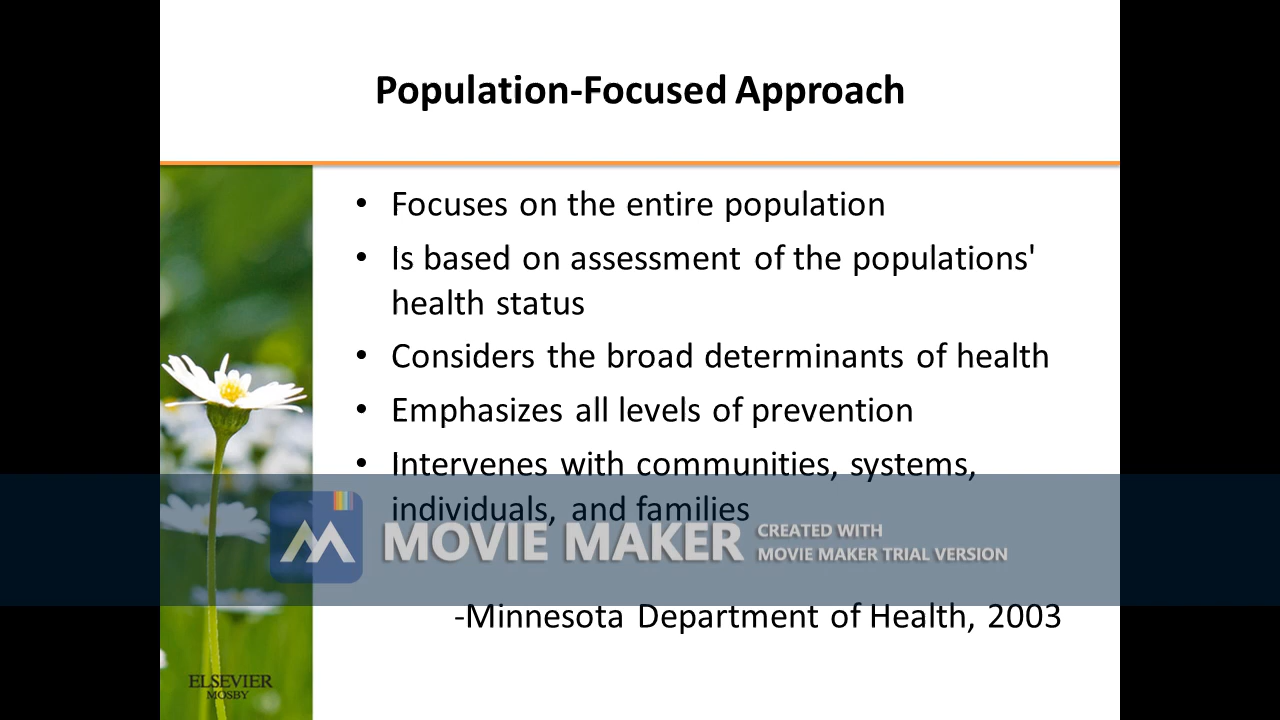 Population-Focused Approach
• Focuses on the entire population
• Is based on assessment of the populations'
health status
• Considers the broad determinants of health
• Emphasizes all levels of prevention
• Intervenes with communities, systems,
individuals, and families
MOVIE MAKER
CREATED WITH
MOVIE MAKER TRIAL VERSION
-Minnesota Department of Health, 2003
ELSEVIER
MOSBY